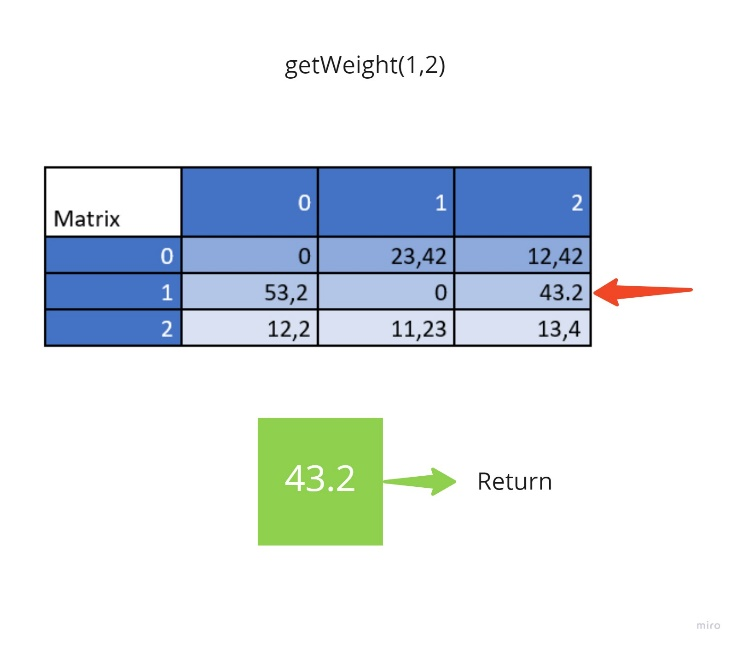 getWeight(1,2)
Matrix 0 1 2
0 0 23,42 12,42
1 53,2 0 43.2
2 12,2 11,23 13,4
43.2 Return
miro